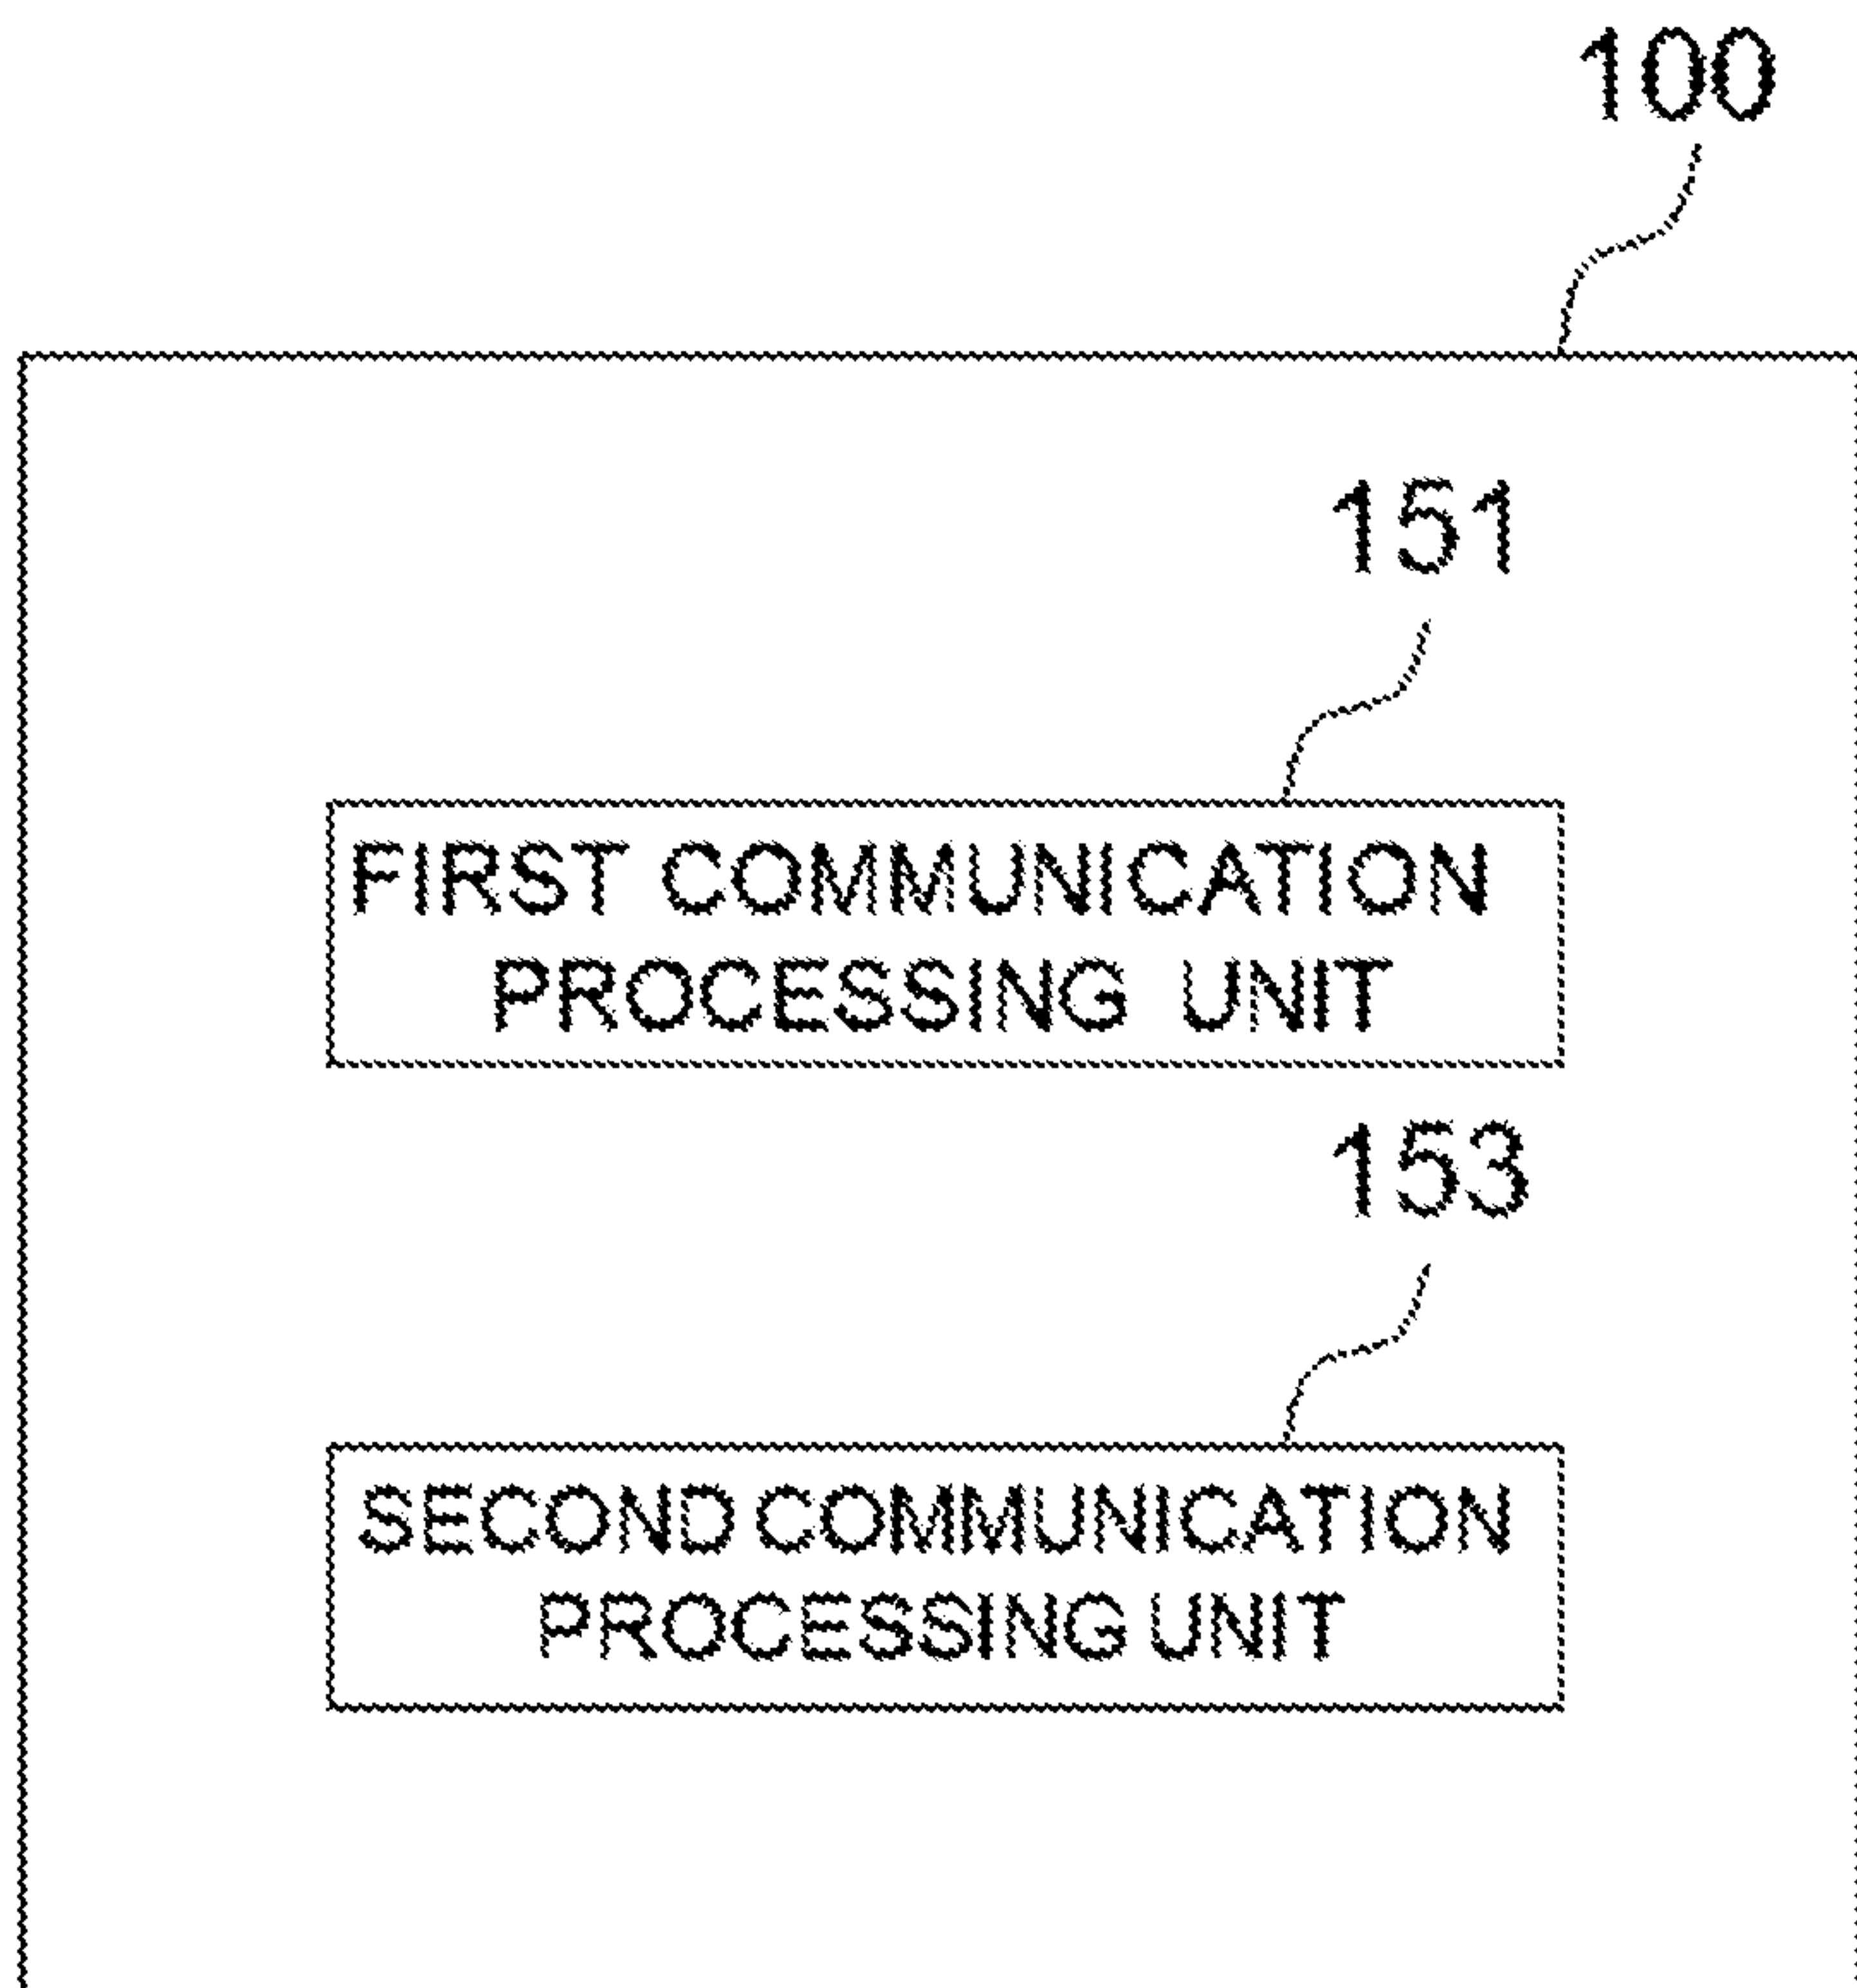 100
151
FIRST COMMUNICATION
PROCESSING UNIT
153
SECOND COMMUNICATION
PROCESSING UNIT